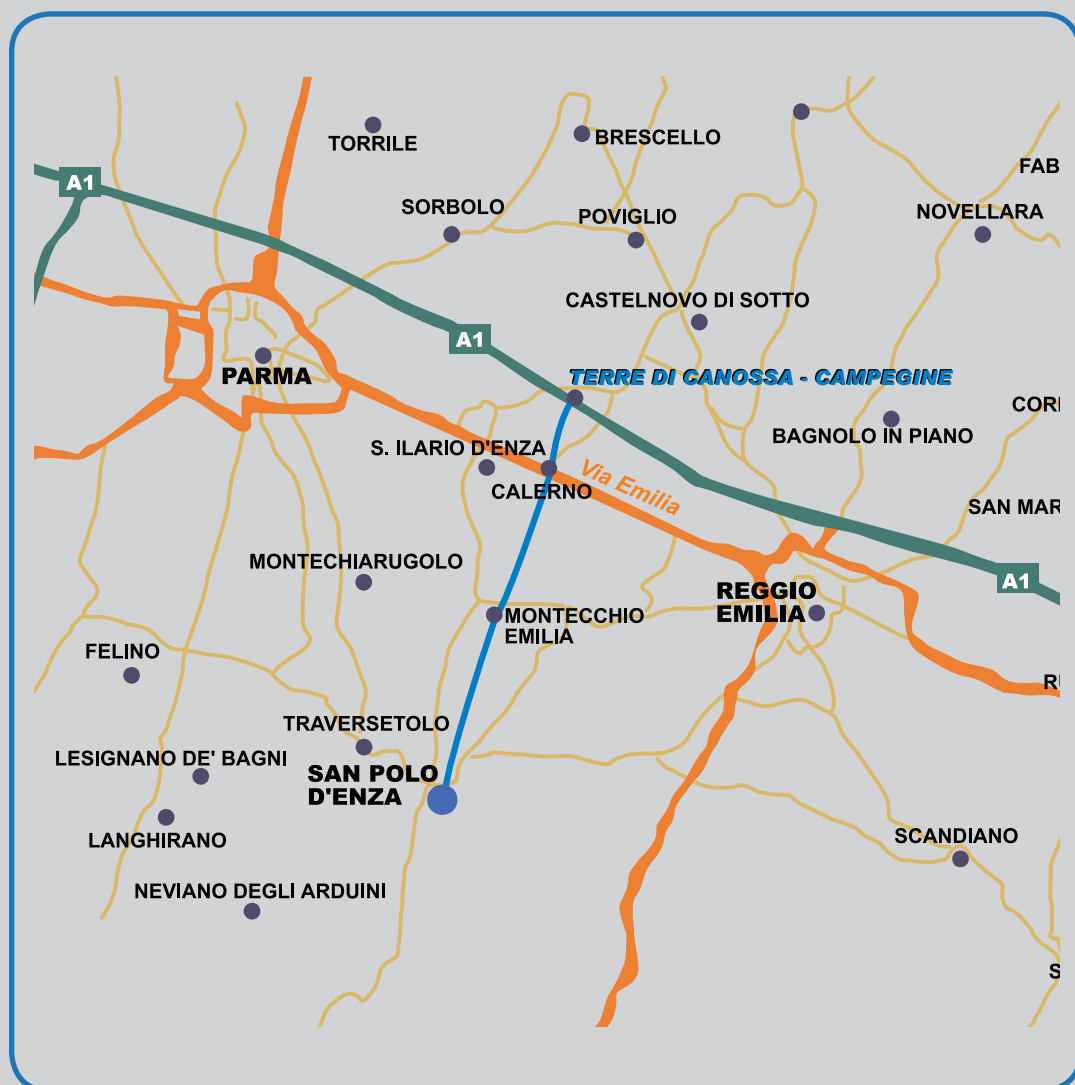 TORRILE
BRESCELLO
FAB
A1
SORBOLO
POVIGLIO
NOVELLARA
CASTELNOVO DI SOTTO
A1
PARMA
TERRE DI CANOSSA - CAMPEGINE
CORI
BAGNOLO IN PIANO
S. ILARIO D'ENZA
Via Emilia
CALERNO
SAN MAR
MONTECHIARUGOLO
A1
REGGIO
EMILIA
MONTECCHIO
EMILIA
FELINO
RU
TRAVERSETOLO
LESIGNANO DE' BAGNI
SAN POLO
D'ENZA
LANGHIRANO
SCANDIANO
NEVIANO DEGLI ARDUINI
S